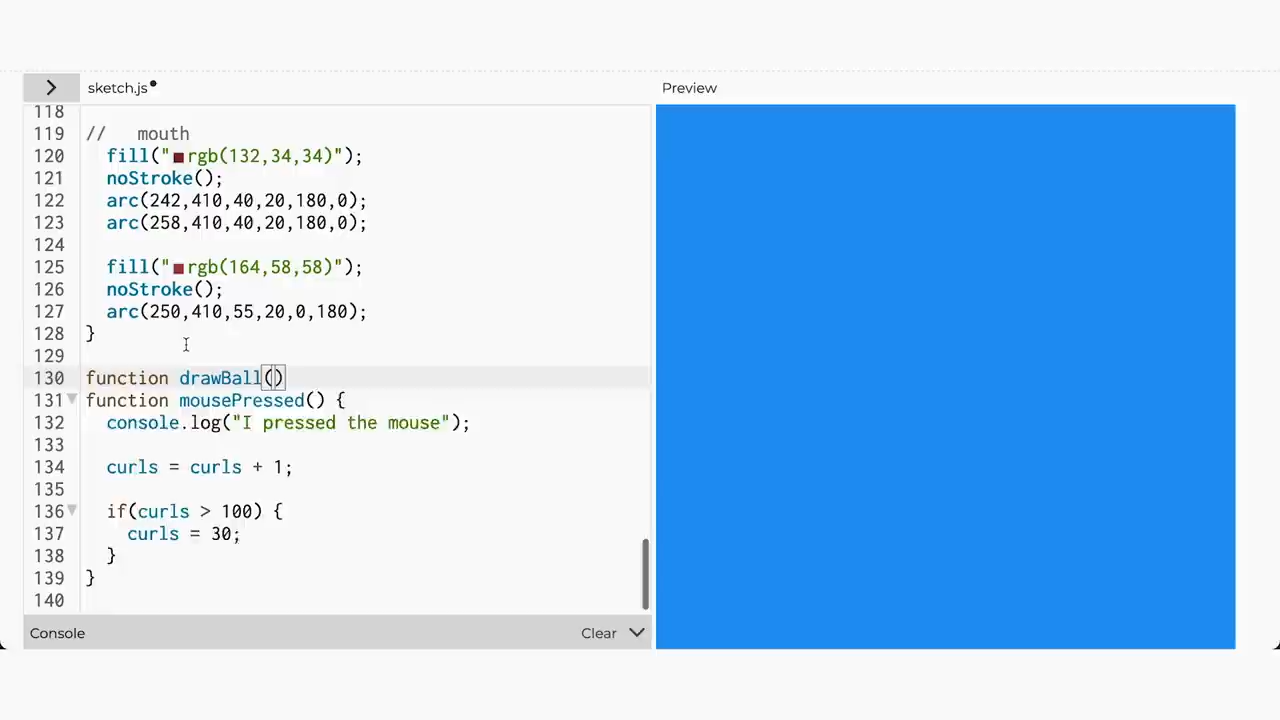 sketch.js
Preview
118
119 // mouth
120 fill("rgb(132,34,34)");
121 noStroke();
122 arc(242,410,40,20,180,0);
123 arc(258,410,40,20,180,0);
124
125 fill("rgb(164,58,58)");
126 noStroke();
127 arc(250,410,55,20,0,180);
128 }
129
130 function drawBall()
131 function mousePressed() {
132 console.log("I pressed the mouse");
133
134 curls = curls + 1;
135
136 if(curls > 100) {
137 curls = 30;
138 }
139 }
140
Console
Clear